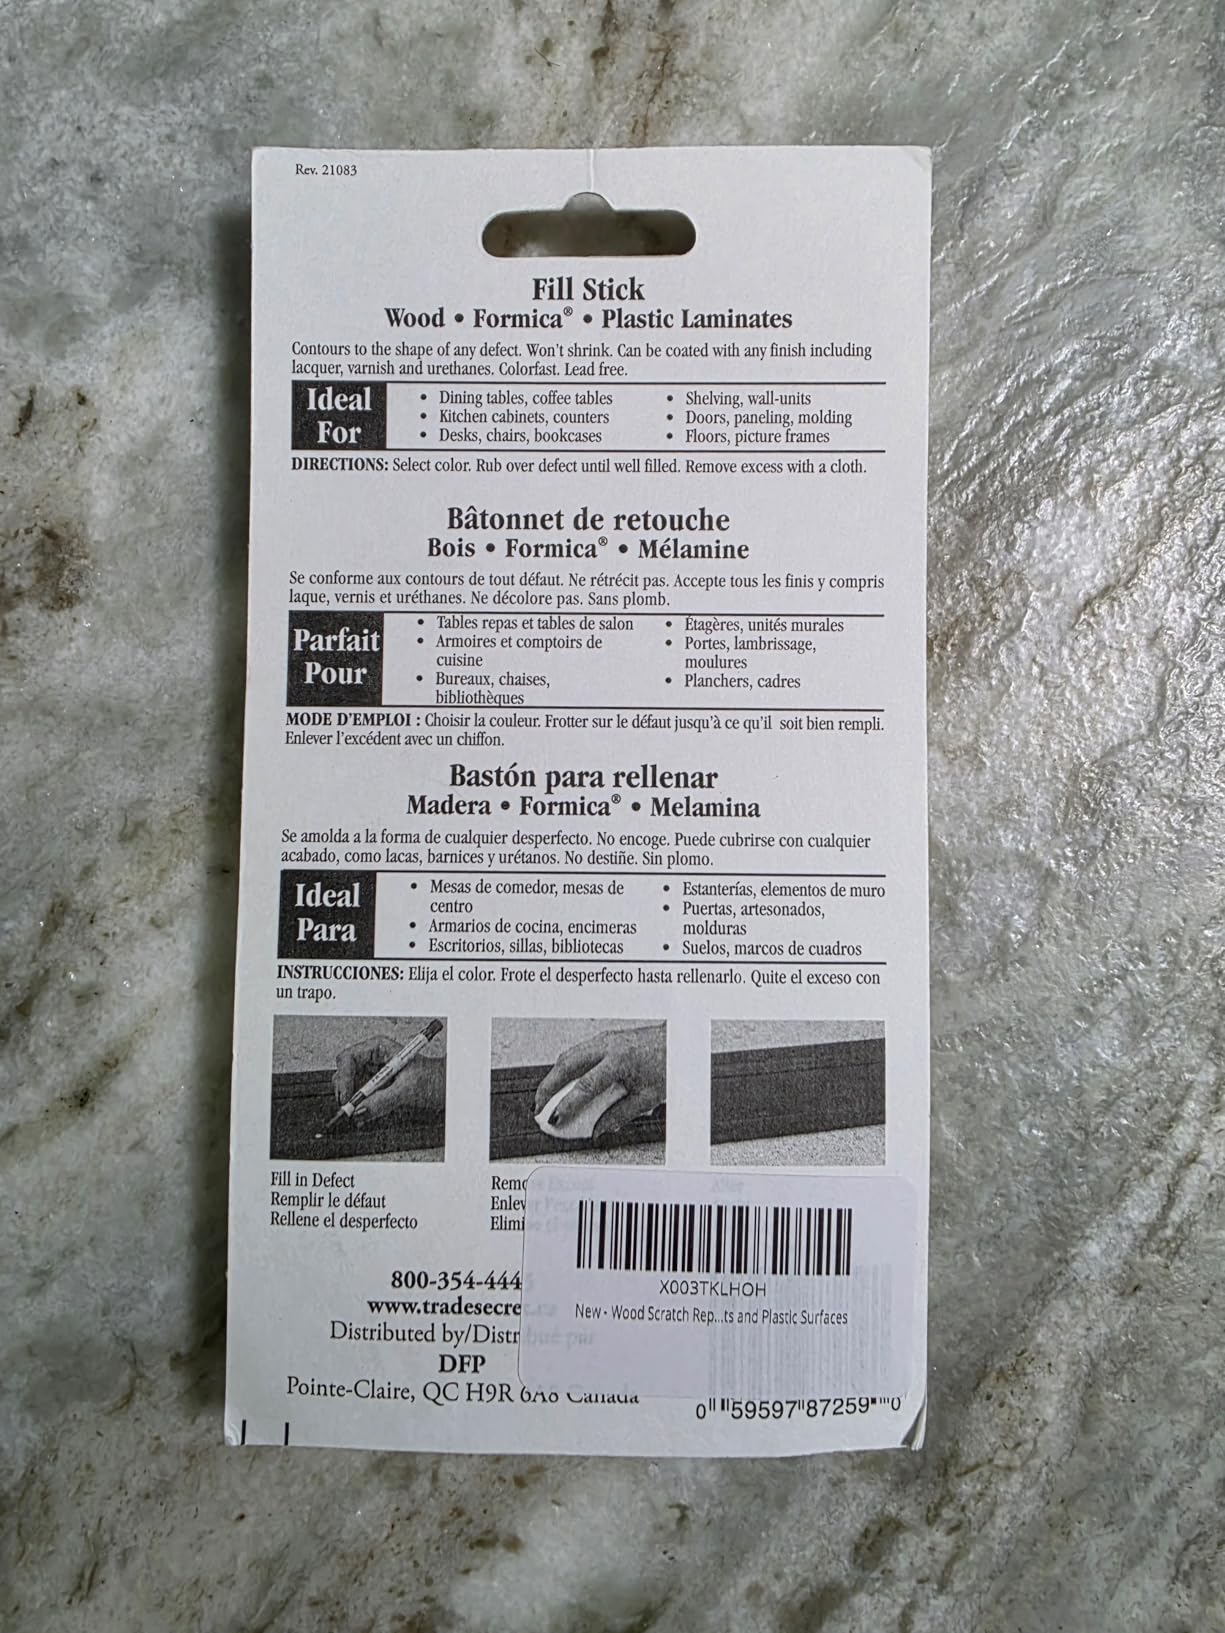 Rev. 21083
Fill Stick
Wood • Formica® • Plastic Laminates
Contours to the shape of any defect. Won't shrink. Can be coated with any finish including
lacquer, varnish and urethanes. Colorfast. Lead free.
Ideal
For
• Dining tables, coffee tables
• Kitchen cabinets, counters
• Desks, chairs, bookcases
• Shelving, wall-units
• Doors, paneling, molding
• Floors, picture frames
DIRECTIONS: Select color. Rub over defect until well filled. Remove excess with a cloth.
Bâtonnet de retouche
Bois • Formica® • Mélamine
Se conforme aux contours de tout défaut. Ne rétrécit pas. Accepte tous les finis y compris
laque, vernis et uréthanes. Ne décolore pas. Sans plomb.
Parfait
Pour
• Tables repas et tables de salon
• Armoires et comptoirs de
cuisine
• Bureaux, chaises,
bibliothèques
• Étagères, unités murales
• Portes, lambrissage,
moulures
• Planchers, cadres
MODE D'EMPLOI : Choisir la couleur. Frotter sur le défaut jusqu'à ce qu'il soit bien rempli.
Enlever l'excédent avec un chiffon.
Bastón para rellenar
Madera • Formica® • Melamina
Se amolda a la forma de cualquier desperfecto. No encoge. Puede cubrirse con cualquier
acabado, como lacas, barnices y urétanos. No destiñe. Sin plomo.
Ideal
Para
• Mesas de comedor, mesas de
centro
• Armarios de cocina, encimeras
• Escritorios, sillas, bibliotecas
• Estanterías, elementos de muro
• Puertas, artesonados,
molduras
• Suelos, marcos de cuadros
INSTRUCCIONES: Elija el color. Frote el desperfecto hasta rellenarlo. Quite el exceso con
un trapo.
Fill in Defect
Remplir le défaut
Rellene el desperfecto
Remo
Enlev
Elimi
800-354-444
www.tradesecre
Distributed by/Distr
DFP
Pointe-Claire, QC H9R 6A8 Canada
X003TKLHOH
New - Wood Scratch Rep...ts and Plastic Surfaces
0 59597 87259 0